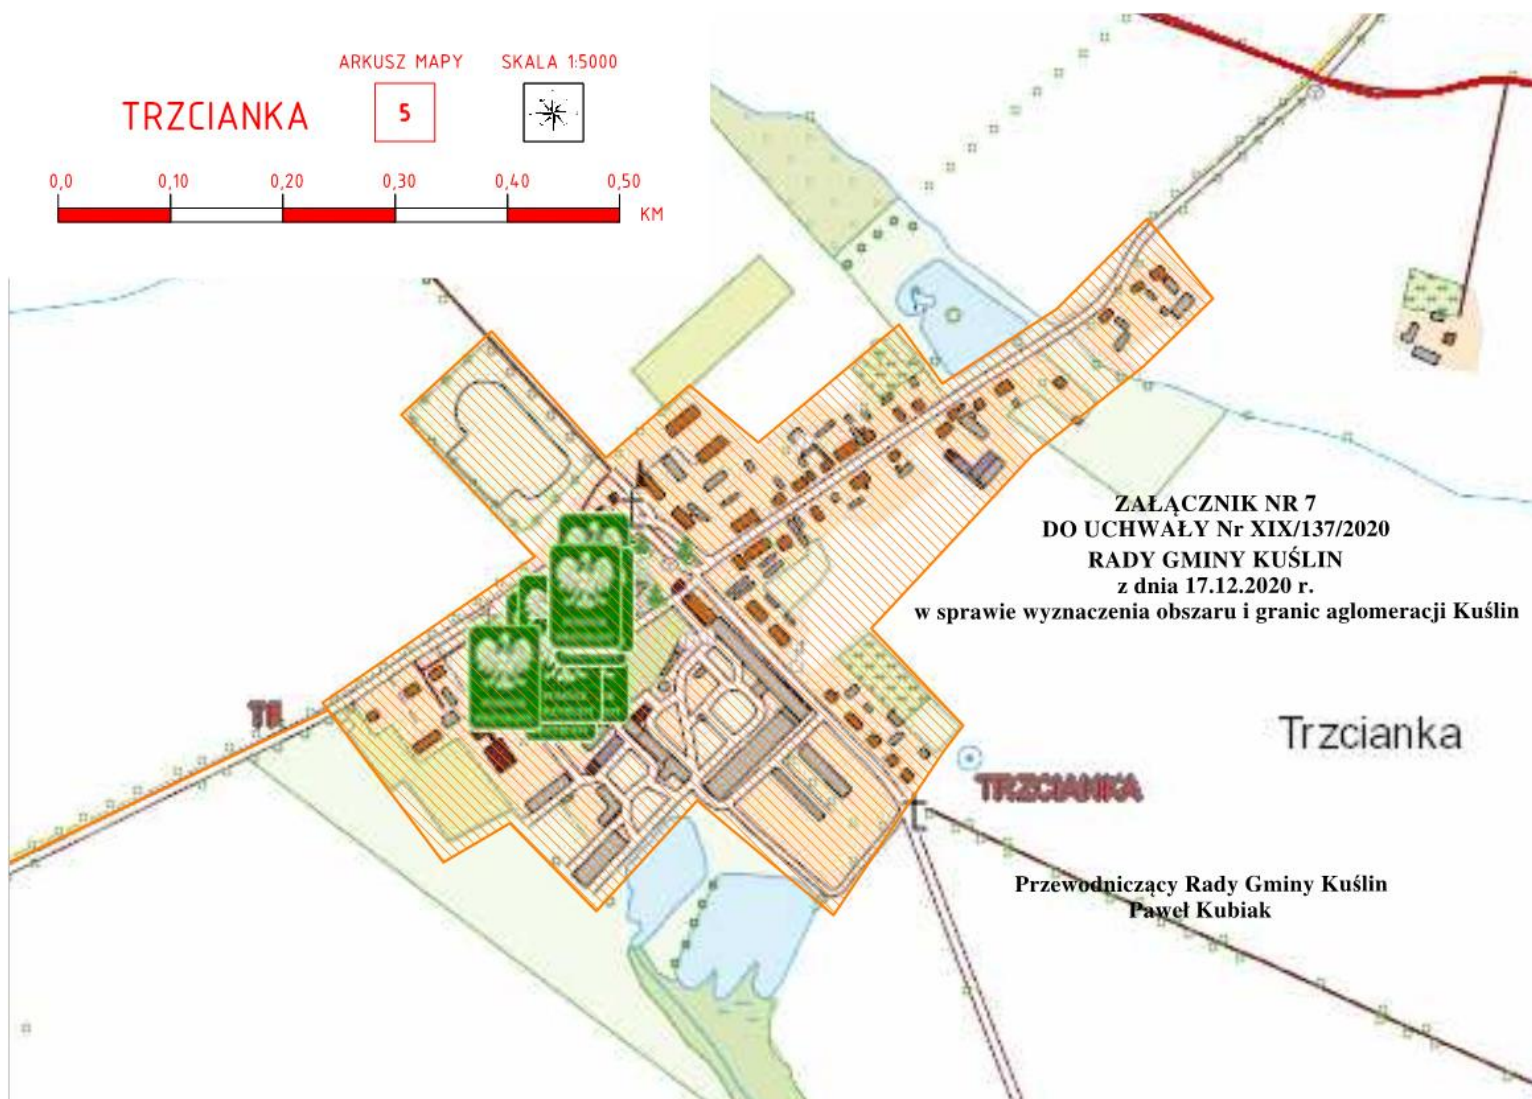 ARKUSZ MAPY
SKALA 1:5000
TRZCIANKA
5
0,0 0,10 0,20 0,30 0,40 0,50
KM
ZAŁĄCZNIK NR 7
DO UCHWAŁY Nr XIX/137/2020
RADY GMINY KUŚLIN
z dnia 17.12.2020 r.
w sprawie wyznaczenia obszaru i granic aglomeracji Kuślin
Trzcianka
TRZCIANKA
Przewodniczący Rady Gminy Kuślin
Paweł Kubiak